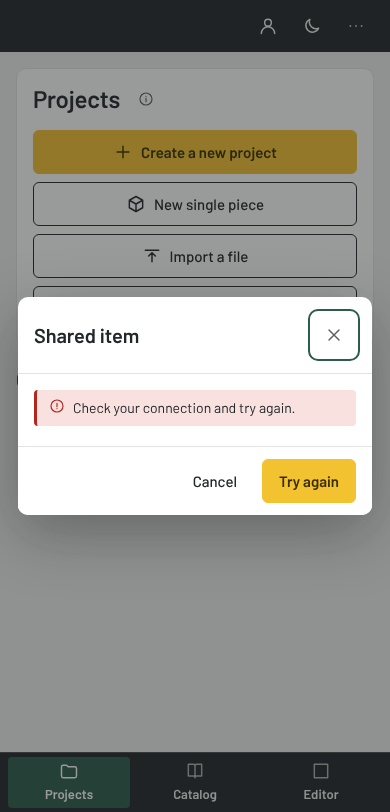 Projects
Create a new project
New single piece
Import a file
Shared item
Check your connection and try again.
Cancel
Try again
Projects
Catalog
Editor